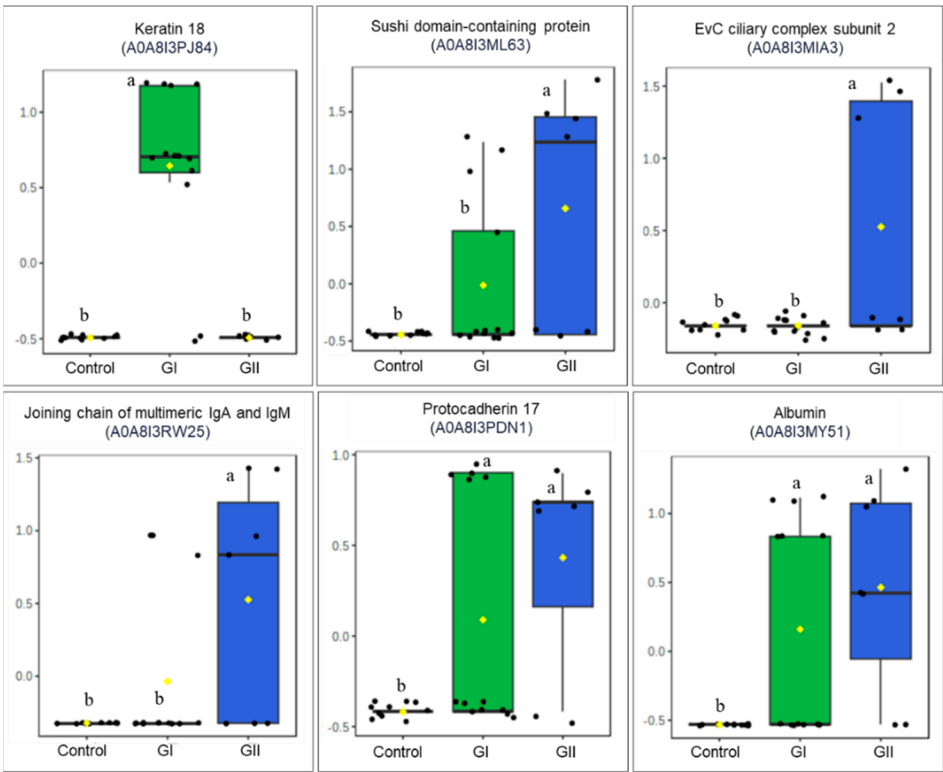 Keratin 18
(A0A8I3PJ84)
a
1.0
0.5
0.0
b
b
-0.5
Control
GI
GII
Sushi domain-containing protein
(A0A8I3ML63)
a
1.5
1.0
b
0.5
0.0
b
-0.5
Control
GI
GII
EvC ciliary complex subunit 2
(A0A8I3MIA3)
1.5
a
1.0
0.5
b
b
0.0
Control
GI
GII
Joining chain of multimeric IgA and IgM
(A0A8I3RW25)
1.5
a
1.0
0.5
0.0
b
b
Control
GI
GII
Protocadherin 17
(A0A8I3PDN1)
1.0
a
a
0.5
0.0
b
-0.5
Control
GI
GII
Albumin
(A0A8I3MY51)
a
a
1.0
0.5
0.0
b
-0.5
Control
GI
GII